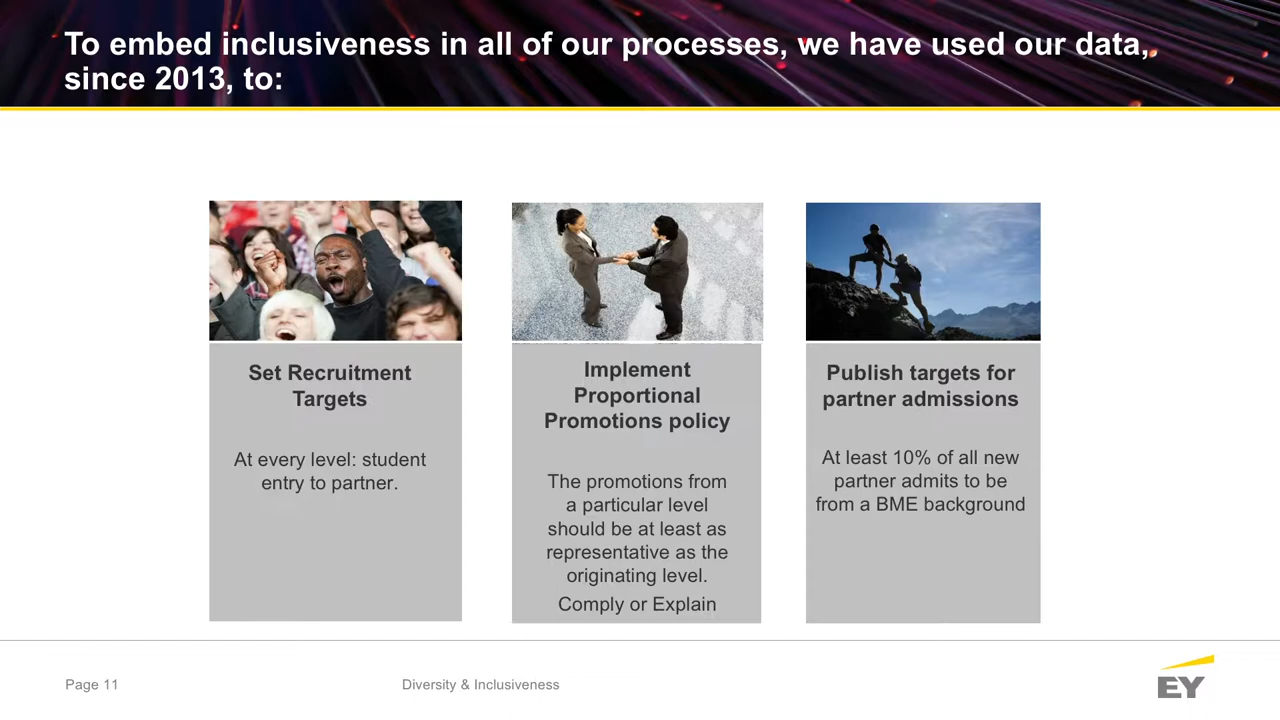 To embed inclusiveness in all of our processes, we have used our data,
since 2013, to:
Set Recruitment
Targets
At every level: student
entry to partner.
Implement
Proportional
Promotions policy
The promotions from
a particular level
should be at least as
representative as the
originating level.
Comply or Explain
Publish targets for
partner admissions
At least 10% of all new
partner admits to be
from a BME background
Page 11
Diversity & Inclusiveness
EY